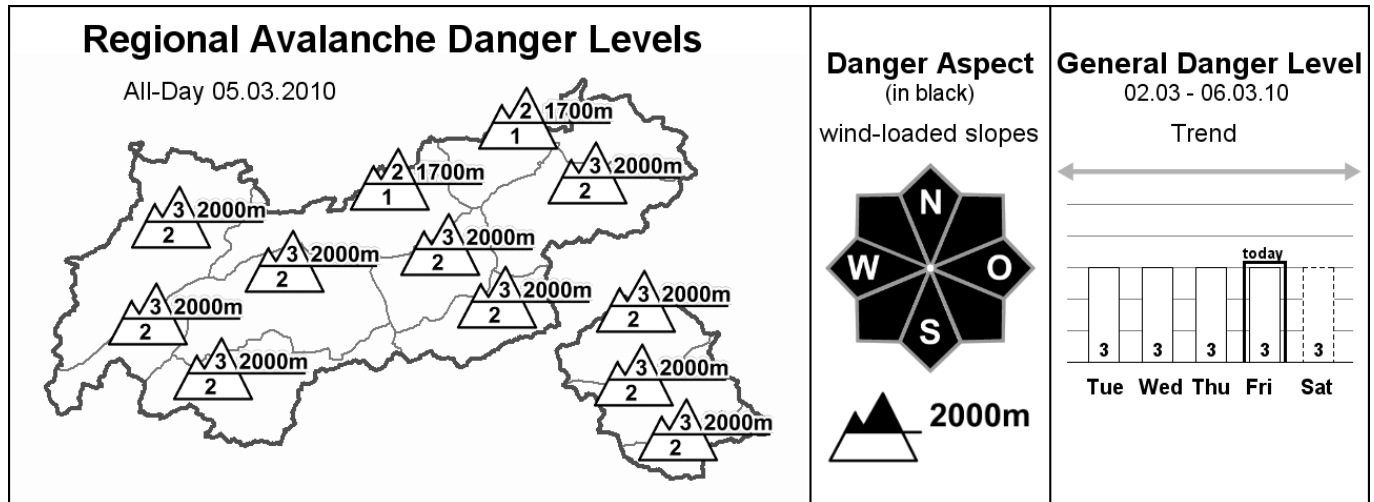 Regional Avalanche Danger Levels
All-Day 05.03.2010
2 1700m
1
3 2000m
2
2 1700m
1
3 2000m
2
3 2000m
2
3 2000m
2
3 2000m
2
3 2000m
2
3 2000m
2
3 2000m
2
3 2000m
2
3 2000m
2
Danger Aspect
(in black)
wind-loaded slopes
N
W O
S
2000m
General Danger Level
02.03 - 06.03.10
Trend
today
3 3 3 3 3
Tue Wed Thu Fri Sat